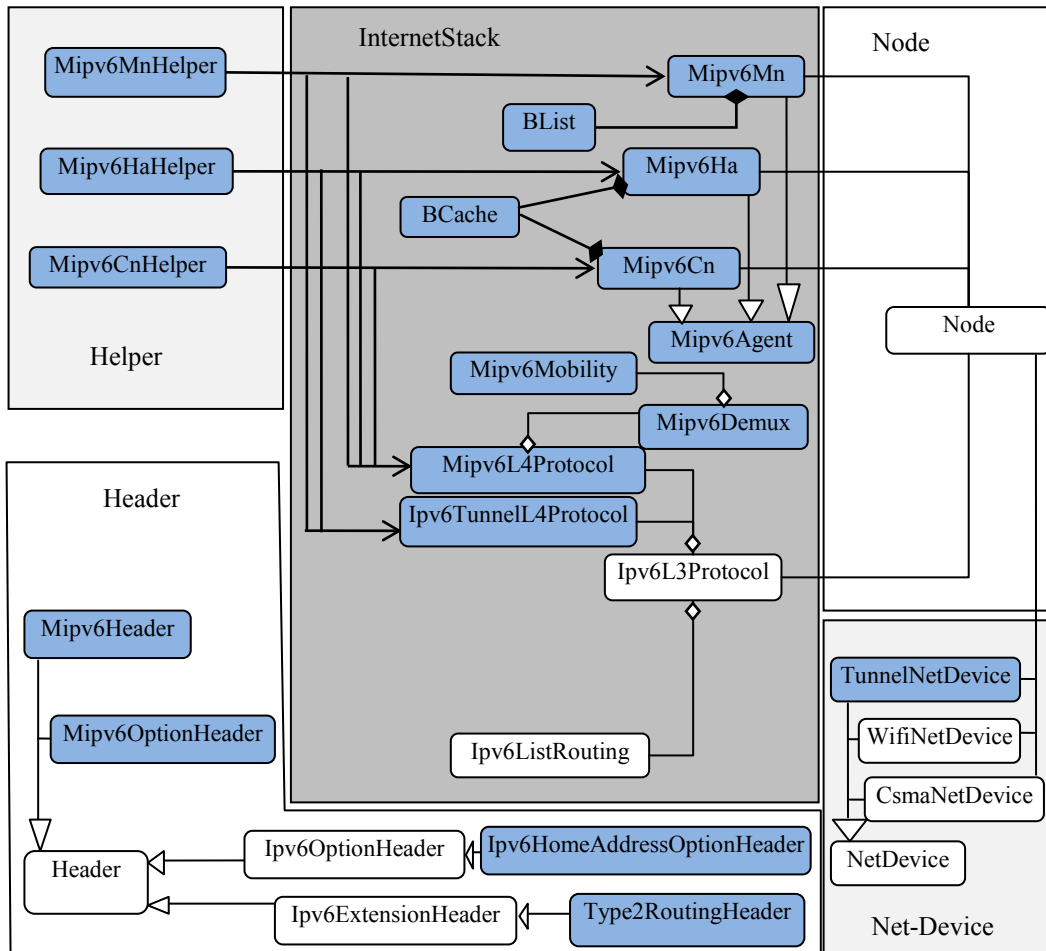 InternetStack
Node
Mipv6MnHelper
Mipv6Mn
BList
Mipv6HaHelper
Mipv6Ha
BCache
Mipv6CnHelper
Mipv6Cn
Node
Helper
Mipv6Agent
Mipv6Mobility
Mipv6Demux
Mipv6L4Protocol
Header
Ipv6TunnelL4Protocol
Ipv6L3Protocol
Mipv6Header
TunnelNetDevice
Mipv6OptionHeader
WifiNetDevice
Ipv6ListRouting
CsmaNetDevice
Ipv6OptionHeader
Ipv6HomeAddressOptionHeader
NetDevice
Header
Ipv6ExtensionHeader
Type2RoutingHeader
Net-Device